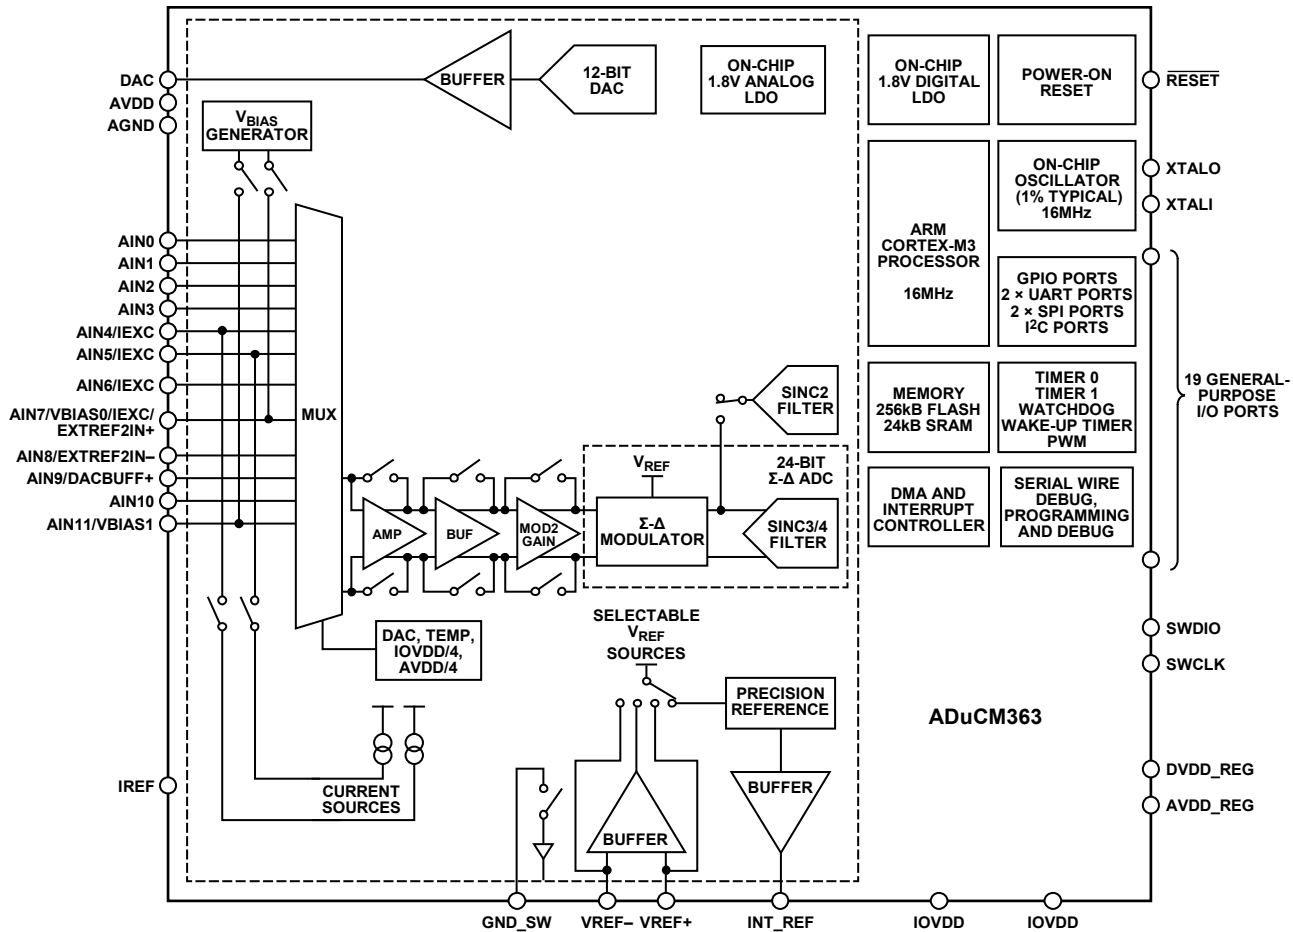 DAC
AVDD
AGND
BUFFER
12-BIT
DAC
ON-CHIP
1.8V ANALOG
LDO
ON-CHIP
1.8V DIGITAL
LDO
POWER-ON
RESET
RESET
VBIAS
GENERATOR
ON-CHIP
OSCILLATOR
(1% TYPICAL)
16MHz
XTALO
XTALI
ARM
CORTEX-M3
PROCESSOR
16MHz
GPIO PORTS
2 × UART PORTS
2 × SPI PORTS
I2C PORTS
AIN0
AIN1
AIN2
AIN3
AIN4/IEXC
AIN5/IEXC
AIN6/IEXC
AIN7/VBIAS0/IEXC/
EXTREF2IN+
AIN8/EXTREF2IN–
AIN9/DACBUFF+
AIN10
AIN11/VBIAS1
MUX
SINC2
FILTER
MEMORY
256kB FLASH
24kB SRAM
TIMER 0
TIMER 1
WATCHDOG
WAKE-UP TIMER
PWM
19 GENERAL-
PURPOSE
I/O PORTS
VREF
24-BIT
Σ-Δ ADC
AMP
BUF
MOD2
GAIN
Σ-Δ
MODULATOR
SINC3/4
FILTER
DMA AND
INTERRUPT
CONTROLLER
SERIAL WIRE
DEBUG,
PROGRAMMING
AND DEBUG
DAC, TEMP,
IOVDD/4,
AVDD/4
SELECTABLE
VREF
SOURCES
PRECISION
REFERENCE
SWDIO
SWCLK
ADuCM363
IREF
CURRENT
SOURCES
BUFFER
BUFFER
DVDD_REG
AVDD_REG
GND_SW
VREF–
VREF+
INT_REF
IOVDD
IOVDD